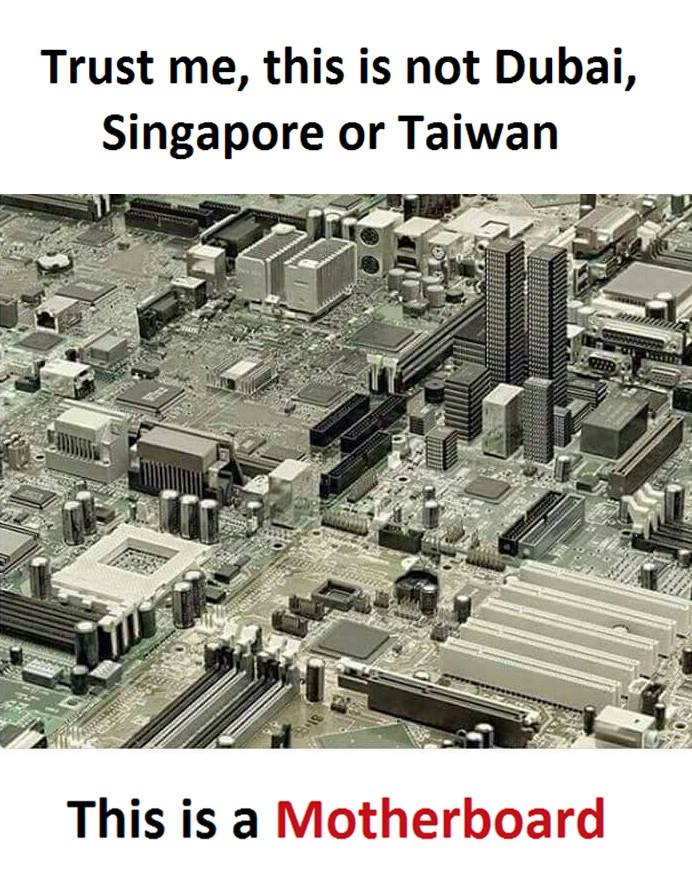 Trust me, this is not Dubai,
Singapore or Taiwan
This is a Motherboard